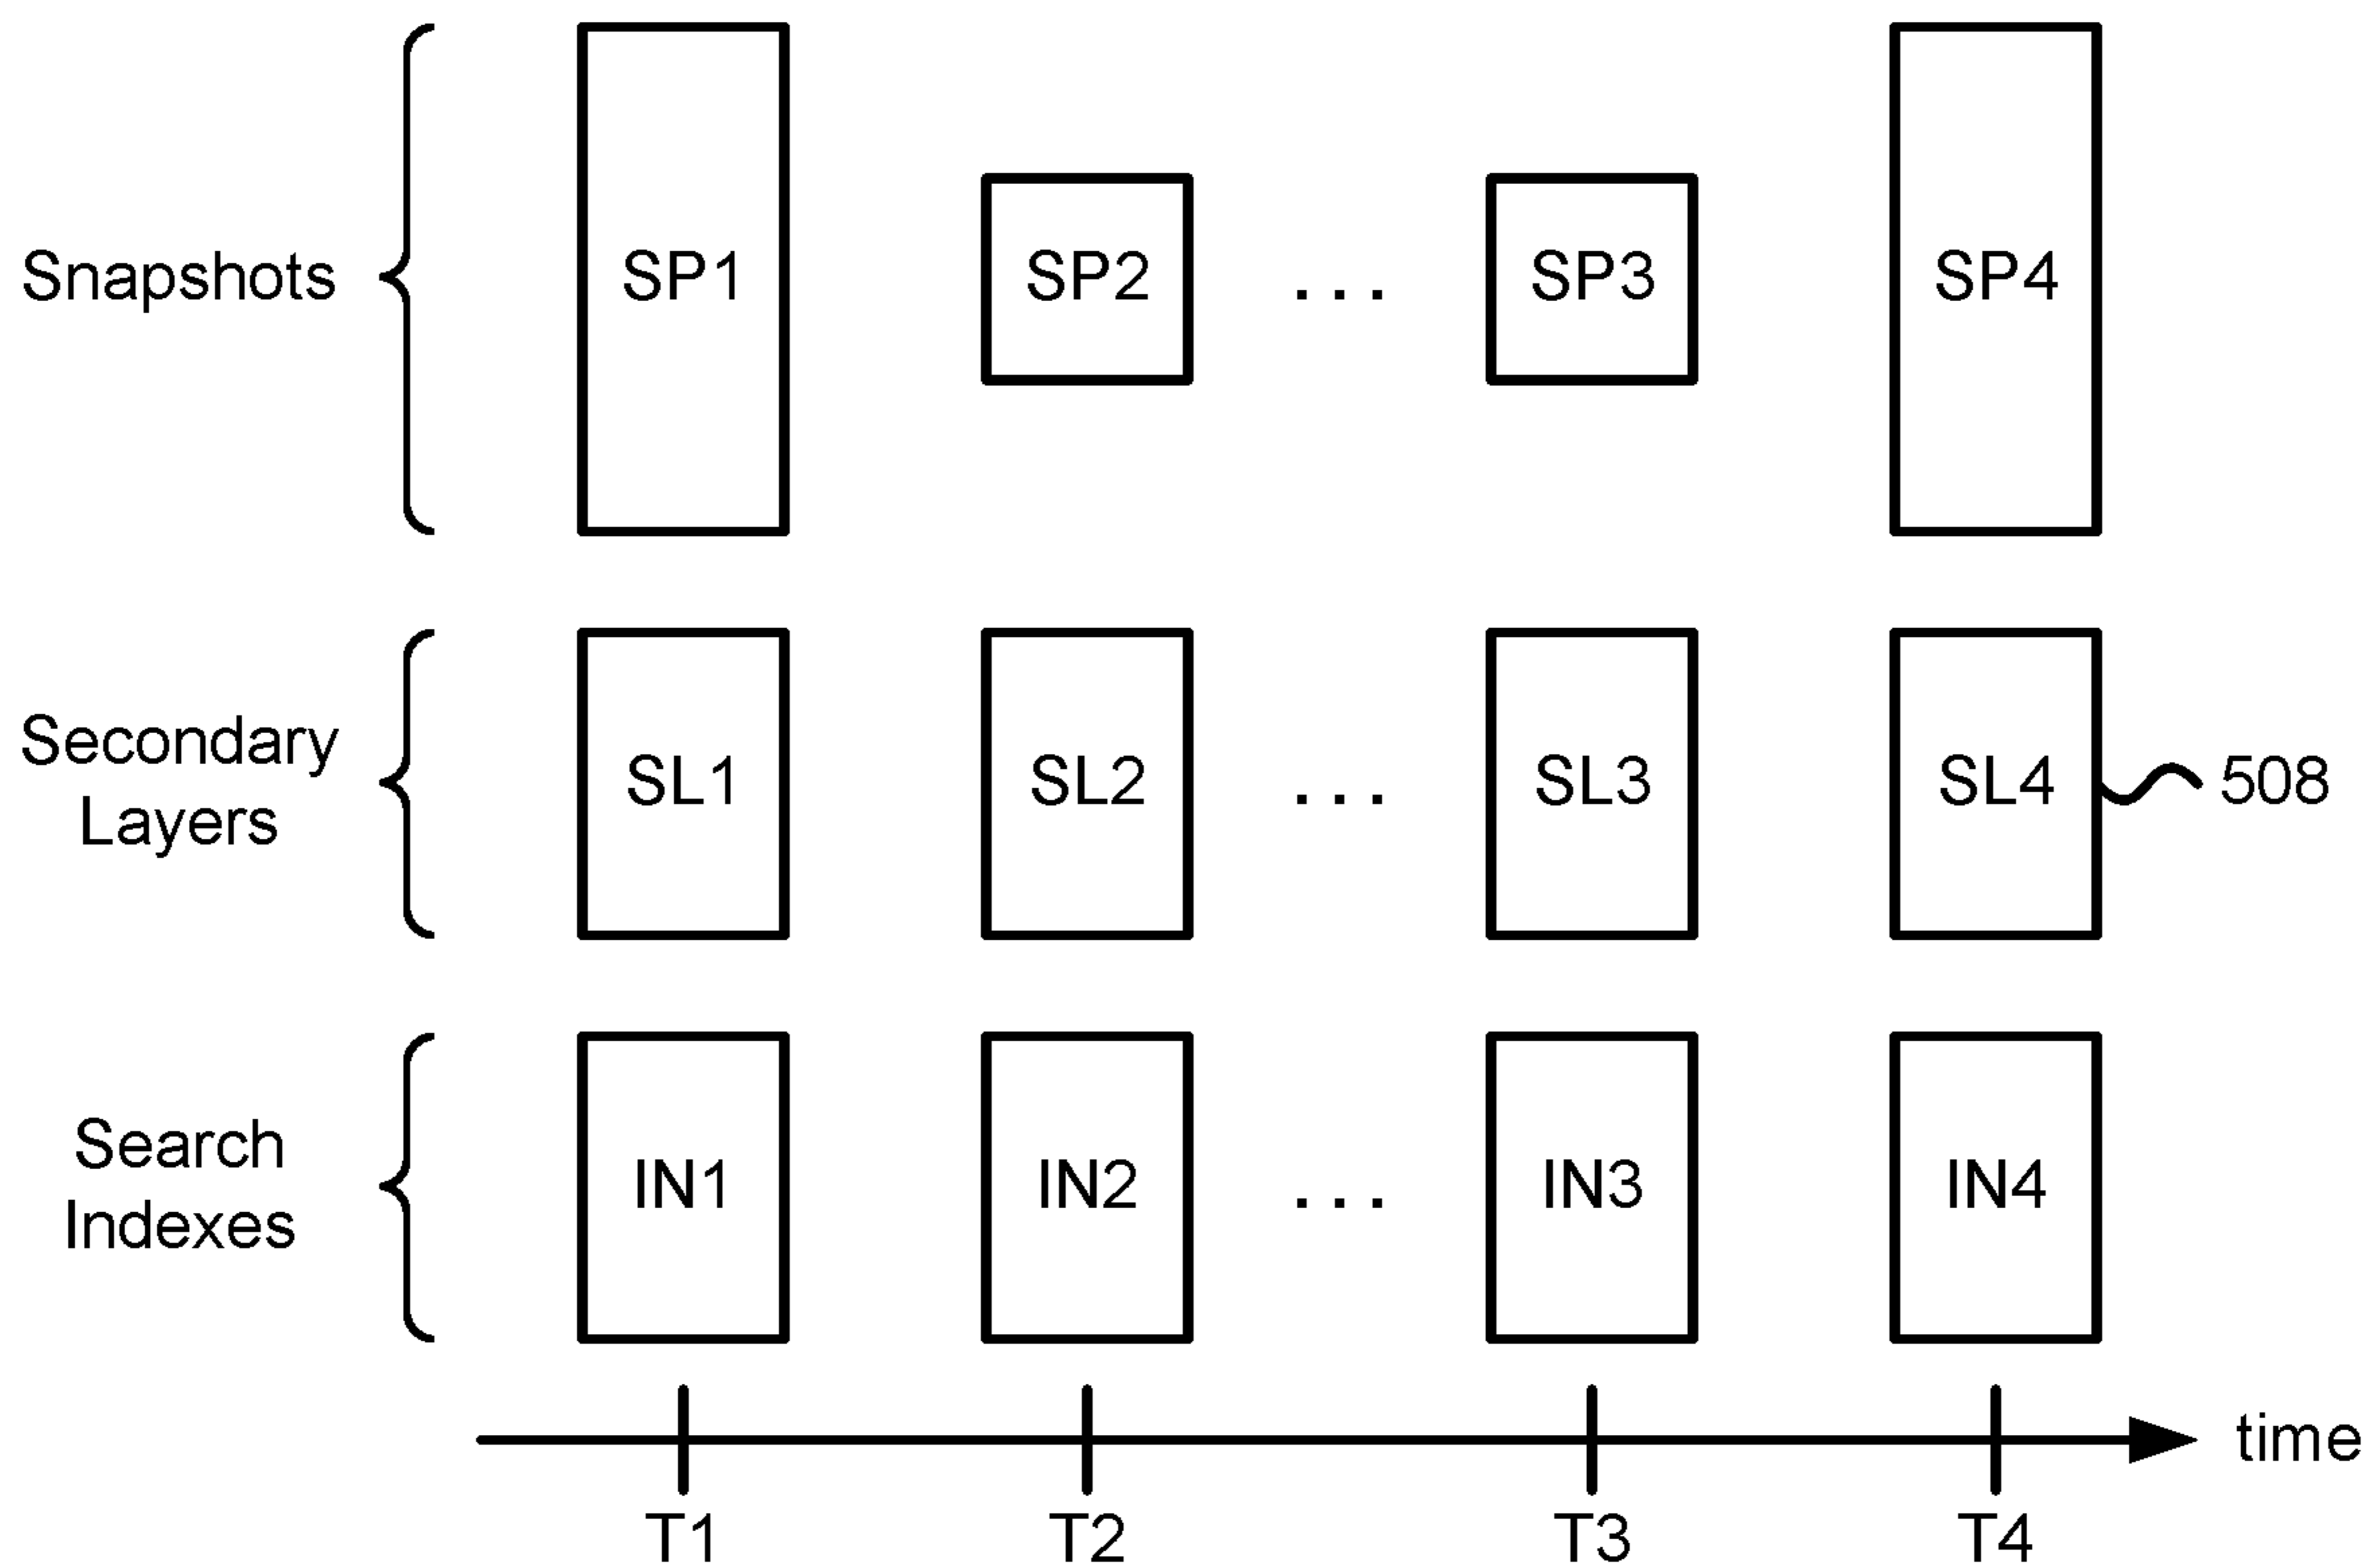 Snapshots
SP1
SP2
. . .
SP3
SP4
Secondary
Layers
SL1
SL2
. . .
SL3
SL4
508
Search
Indexes
IN1
IN2
. . .
IN3
IN4
time
T1
T2
T3
T4